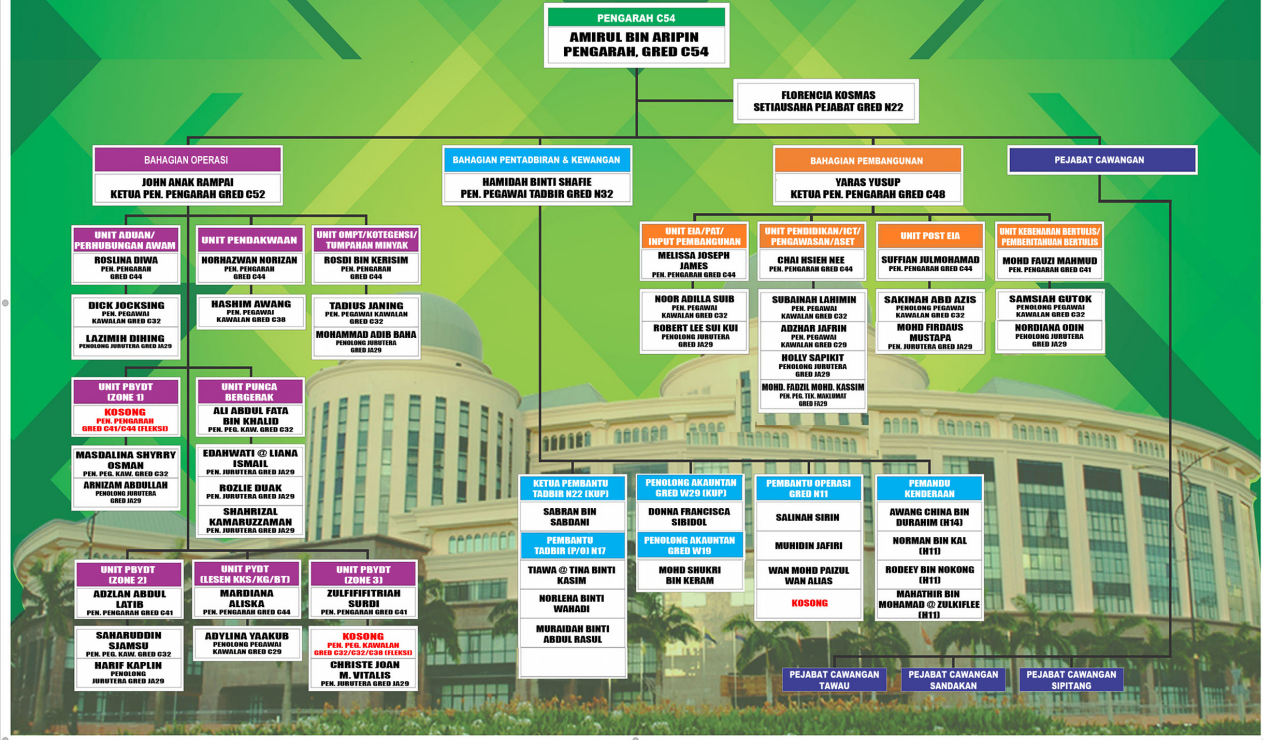 PENGARAH C54
AMIRUL BIN ARIPIN
PENGARAH, GRED C54
FLORENCIA KOSMAS
SETIAUSAHA PEJABAT GRED N22
BAHAGIAN OPERASI
JOHN ANAK RAMPAI
KETUA PEN. PENGARAH GRED C52
BAHAGIAN PENTADBIRAN & KEWANGAN
HAMIDAH BINTI SHAFIE
PEN. PEGAWAI TADBIR GRED N32
BAHAGIAN PEMBANGUNAN
YARAS YUSUP
KETUA PEN. PENGARAH GRED C48
PEJABAT CAWANGAN
UNIT ADUAN/
PERHUBUNGAN AWAM
ROSLINA DIWA
PEN. PENGARAH
GRED C44
DICK JOCKSING
PEN. PEGAWAI
KAWALAN GRED C32
LAZIMIH DIHING
PENOLONG JURUTERA GRED JA29
UNIT PENDAKWAAN
NORHAZWAN NORIZAN
PEN. PENGARAH
GRED C44
HASHIM AWANG
PEN. PEGAWAI
KAWALAN GRED C38
UNIT OMPT/KOTEGENSI/
TUMPAHAN MINYAK
ROSDI BIN KERISIM
PEN. PENGARAH
GRED C44
TADIUS JANING
PEN. PEGAWAI KAWALAN
GRED C32
MOHAMMAD ADIB BAHA
PENOLONG JURUTERA
GRED JA29
UNIT EIA/PAT/
INPUT PEMBANGUNAN
MELISSA JOSEPH
JAMES
PEN. PENGARAH GRED C44
NOOR ADILLA SUIB
PEN. PEGAWAI
KAWALAN GRED C32
ROBERT LEE SUI KUI
PENOLONG JURUTERA
GRED JA29
UNIT PENDIDIKAN/ICT/
PENGAWASAN/ASET
CHAI HSIEH NEE
PEN. PENGARAH GRED C44
SUBAINAH LAHIMIN
PEN. PEGAWAI
KAWALAN GRED C32
ADZHAR JAFRIN
PEN. PEGAWAI
KAWALAN GRED C29
HOLLY SAPIKIT
PENOLONG JURUTERA
GRED JA29
MOHD. FADZIL MOHD. KASSIM
PEN. PEG. TEK. MAKLUMAT
GRED FA29
UNIT POST EIA
SUFFIAN JULMOHAMAD
PEN. PENGARAH GRED C44
SAKINAH ABD AZIS
PENOLONG PEGAWAI
KAWALAN GRED C32
MOHD FIRDAUS
MUSTAPA
PEN. JURUTERA GRED JA29
UNIT KEBENARAN BERTULIS/
PEMBERITAHUAN BERTULIS
MOHD FAUZI MAHMUD
PEN. PENGARAH GRED C41
SAMSIAH GUTOK
PENOLONG PEGAWAI
KAWALAN GRED C32
NORDIANA ODIN
PENOLONG JURUTERA
GRED JA29
UNIT PBYDT
(ZONE 1)
KOSONG
PEN. PENGARAH
GRED C41/C44 (FLEKSI)
MASDALINA SHYRRY
OSMAN
PEN. PEG. KAW. GRED C32
ARNIZAM ABDULLAH
PENOLONG JURUTERA
GRED JA29
UNIT PUNCA
BERGERAK
ALI ABDUL FATA
BIN KHALID
PEN. PEG. KAW. GRED C32
EDAHWATI @ LIANA
ISMAIL
PEN. JURUTERA GRED JA29
ROZLIE DUAK
PEN. JURUTERA GRED JA29
SHAHRIZAL
KAMARUZZAMAN
PEN. JURUTERA GRED JA29
UNIT PBYDT
(ZONE 2)
ADZLAN ABDUL
LATIB
PEN. PENGARAH GRED C41
SAHARUDDIN
SJAMSU
PEN. PEG. KAW. GRED C32
HARIF KAPLIN
PENOLONG
JURUTERA GRED JA29
UNIT PYDT
(LESEN KKS/KG/BT)
MARDIANA
ALISKA
PEN. PENGARAH GRED C44
ADYLINA YAAKUB
PENOLONG PEGAWAI
KAWALAN GRED C29
UNIT PBYDT
(ZONE 3)
ZULFIFIFITRIAH
SURDI
PEN. PENGARAH GRED C41
KOSONG
PEN. PEG. KAWALAN
GRED C32/C32/C38 (FLEKSI)
CHRISTE JOAN
M. VITALIS
PEN. JURUTERA GRED JA29
KETUA PEMBANTU
TADBIR N22 (KUP)
SABRAN BIN
SABDANI
PEMBANTU
TADBIR (P/O) N17
TIAWA @ TINA BINTI
KASIM
NORLEHA BINTI
WAHADI
MURAIDAH BINTI
ABDUL RASUL
PENOLONG AKAUNTAN
GRED W29 (KUP)
DONNA FRANCISCA
SIBIDOL
PENOLONG AKAUNTAN
GRED W19
MOHD SHUKRI
BIN KERAM
PEMBANTU OPERASI
GRED N11
SALINAH SIRIN
MUHIDIN JAFIRI
WAN MOHD PAIZUL
WAN ALIAS
KOSONG
PEMANDU
KENDERAAN
AWANG CHINA BIN
DURAHIM (H14)
NORMAN BIN KAL
(H11)
RODEEY BIN NOKONG
(H11)
MAHATHIR BIN
MOHAMAD @ ZULKIFLEE
(H11)
PEJABAT CAWANGAN
TAWAU
PEJABAT CAWANGAN
SANDAKAN
PEJABAT CAWANGAN
SIPITANG